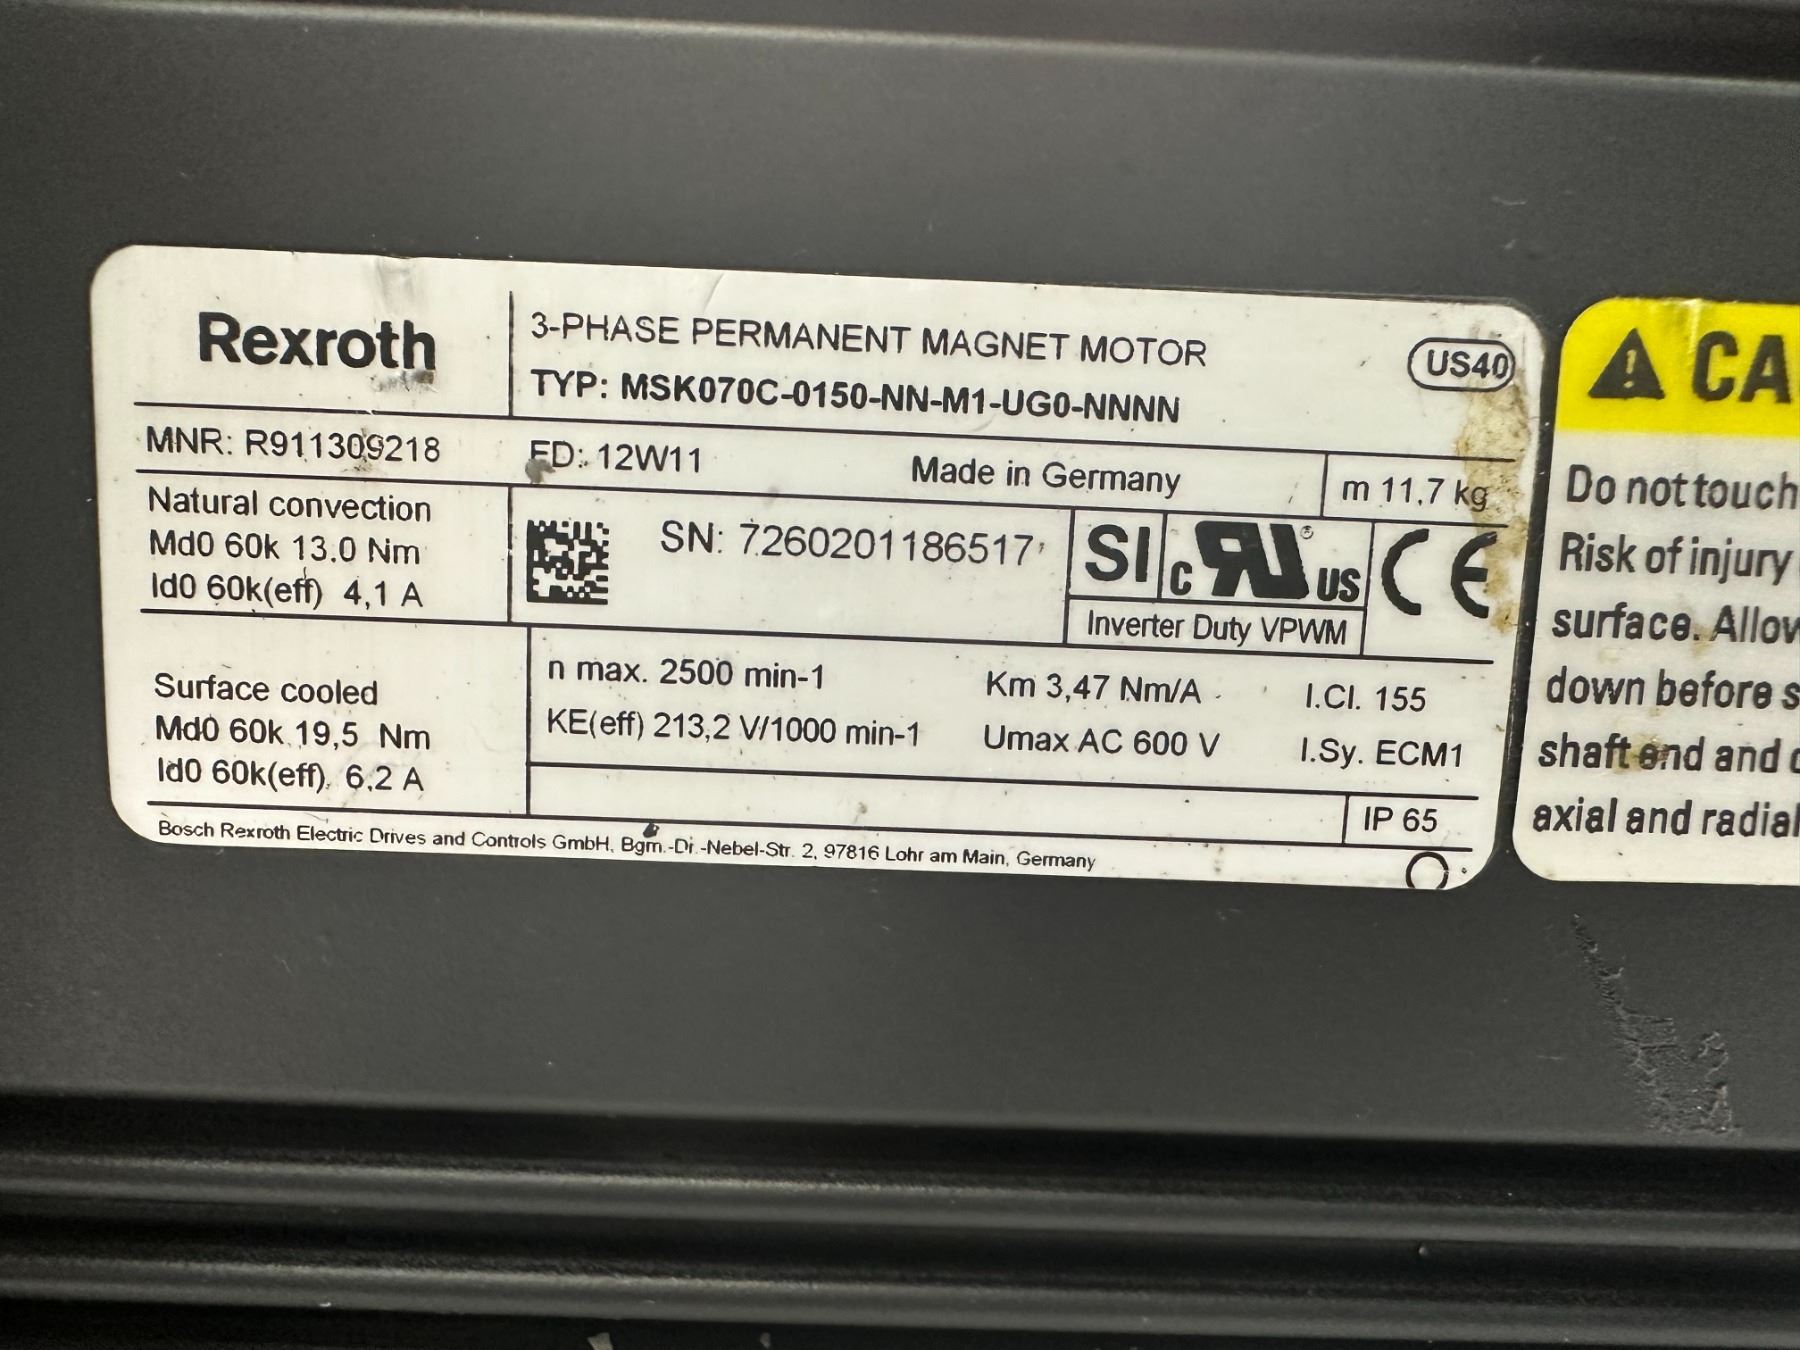 Rexroth
3-PHASE PERMANENT MAGNET MOTOR
US40
TYP: MSK070C-0150-NN-M1-UG0-NNNN
MNR: R911309218
FD: 12W11
Made in Germany
m 11,7 kg
Natural convection
Md0 60k 13.0 Nm
Id0 60k(eff) 4,1 A
SN: 7260201186517
SI
c RU ® US
CE
Inverter Duty VPWM
Surface cooled
Md0 60k 19,5 Nm
Id0 60k(eff) 6,2 A
n max. 2500 min-1
Km 3,47 Nm/A
I.Cl. 155
KE(eff) 213,2 V/1000 min-1
Umax AC 600 V
I.Sy. ECM1
IP 65
Bosch Rexroth Electric Drives and Controls GmbH, Bgm.-Dr.-Nebel-Str. 2, 97816 Lohr am Main, Germany
CA
Do not touch
Risk of injury
surface. Allow
down before s
shaft end and
axial and radial